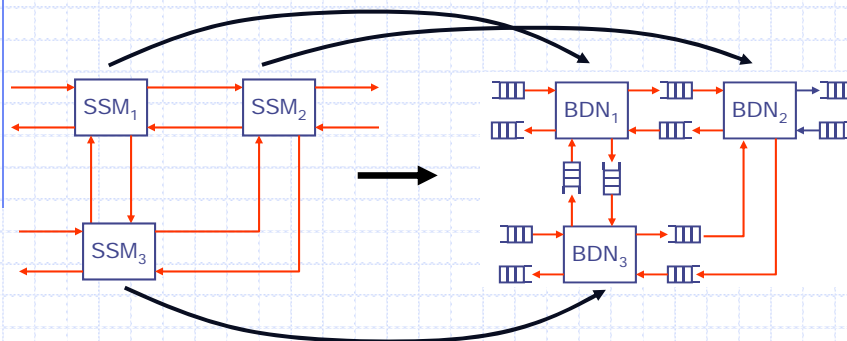 SSM₁
SSM₂
BDN₁
BDN₂
SSM₃
BDN₃